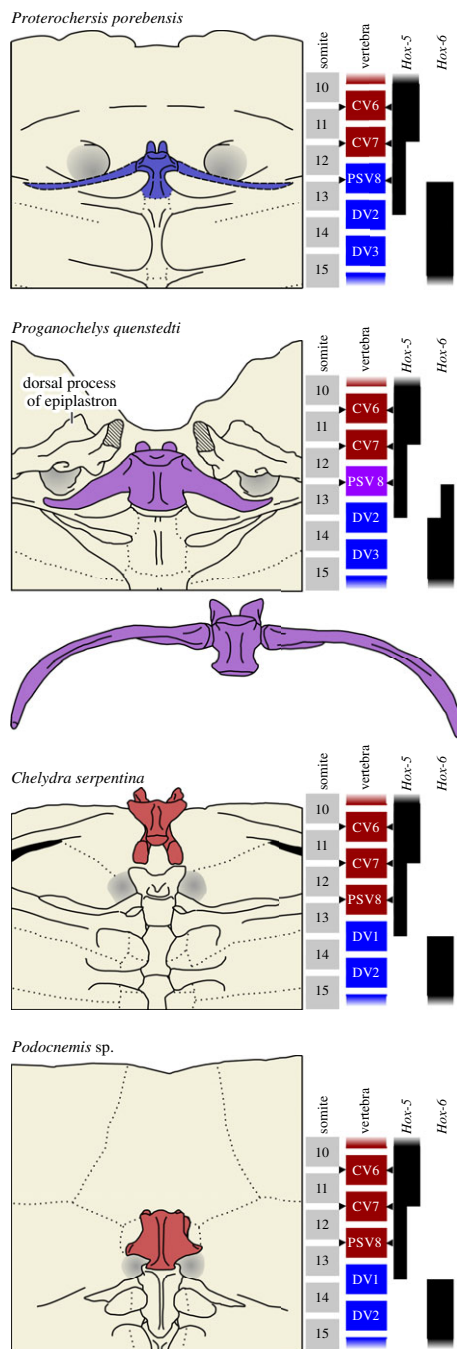 Proterochersis porebensis
somite
vertebra
Hox-5
Hox-6
10
11
12
13
14
15
CV6
CV7
PSV8
DV2
DV3
Proganochelys quenstedti
dorsal process
of epiplastron
somite
vertebra
Hox-5
Hox-6
10
11
12
13
14
15
CV6
CV7
PSV 8
DV2
DV3
Chelydra serpentina
somite
vertebra
Hox-5
Hox-6
10
11
12
13
14
15
CV6
CV7
PSV8
DV1
DV2
Podocnemis sp.
somite
vertebra
Hox-5
Hox-6
10
11
12
13
14
15
CV6
CV7
PSV8
DV1
DV2